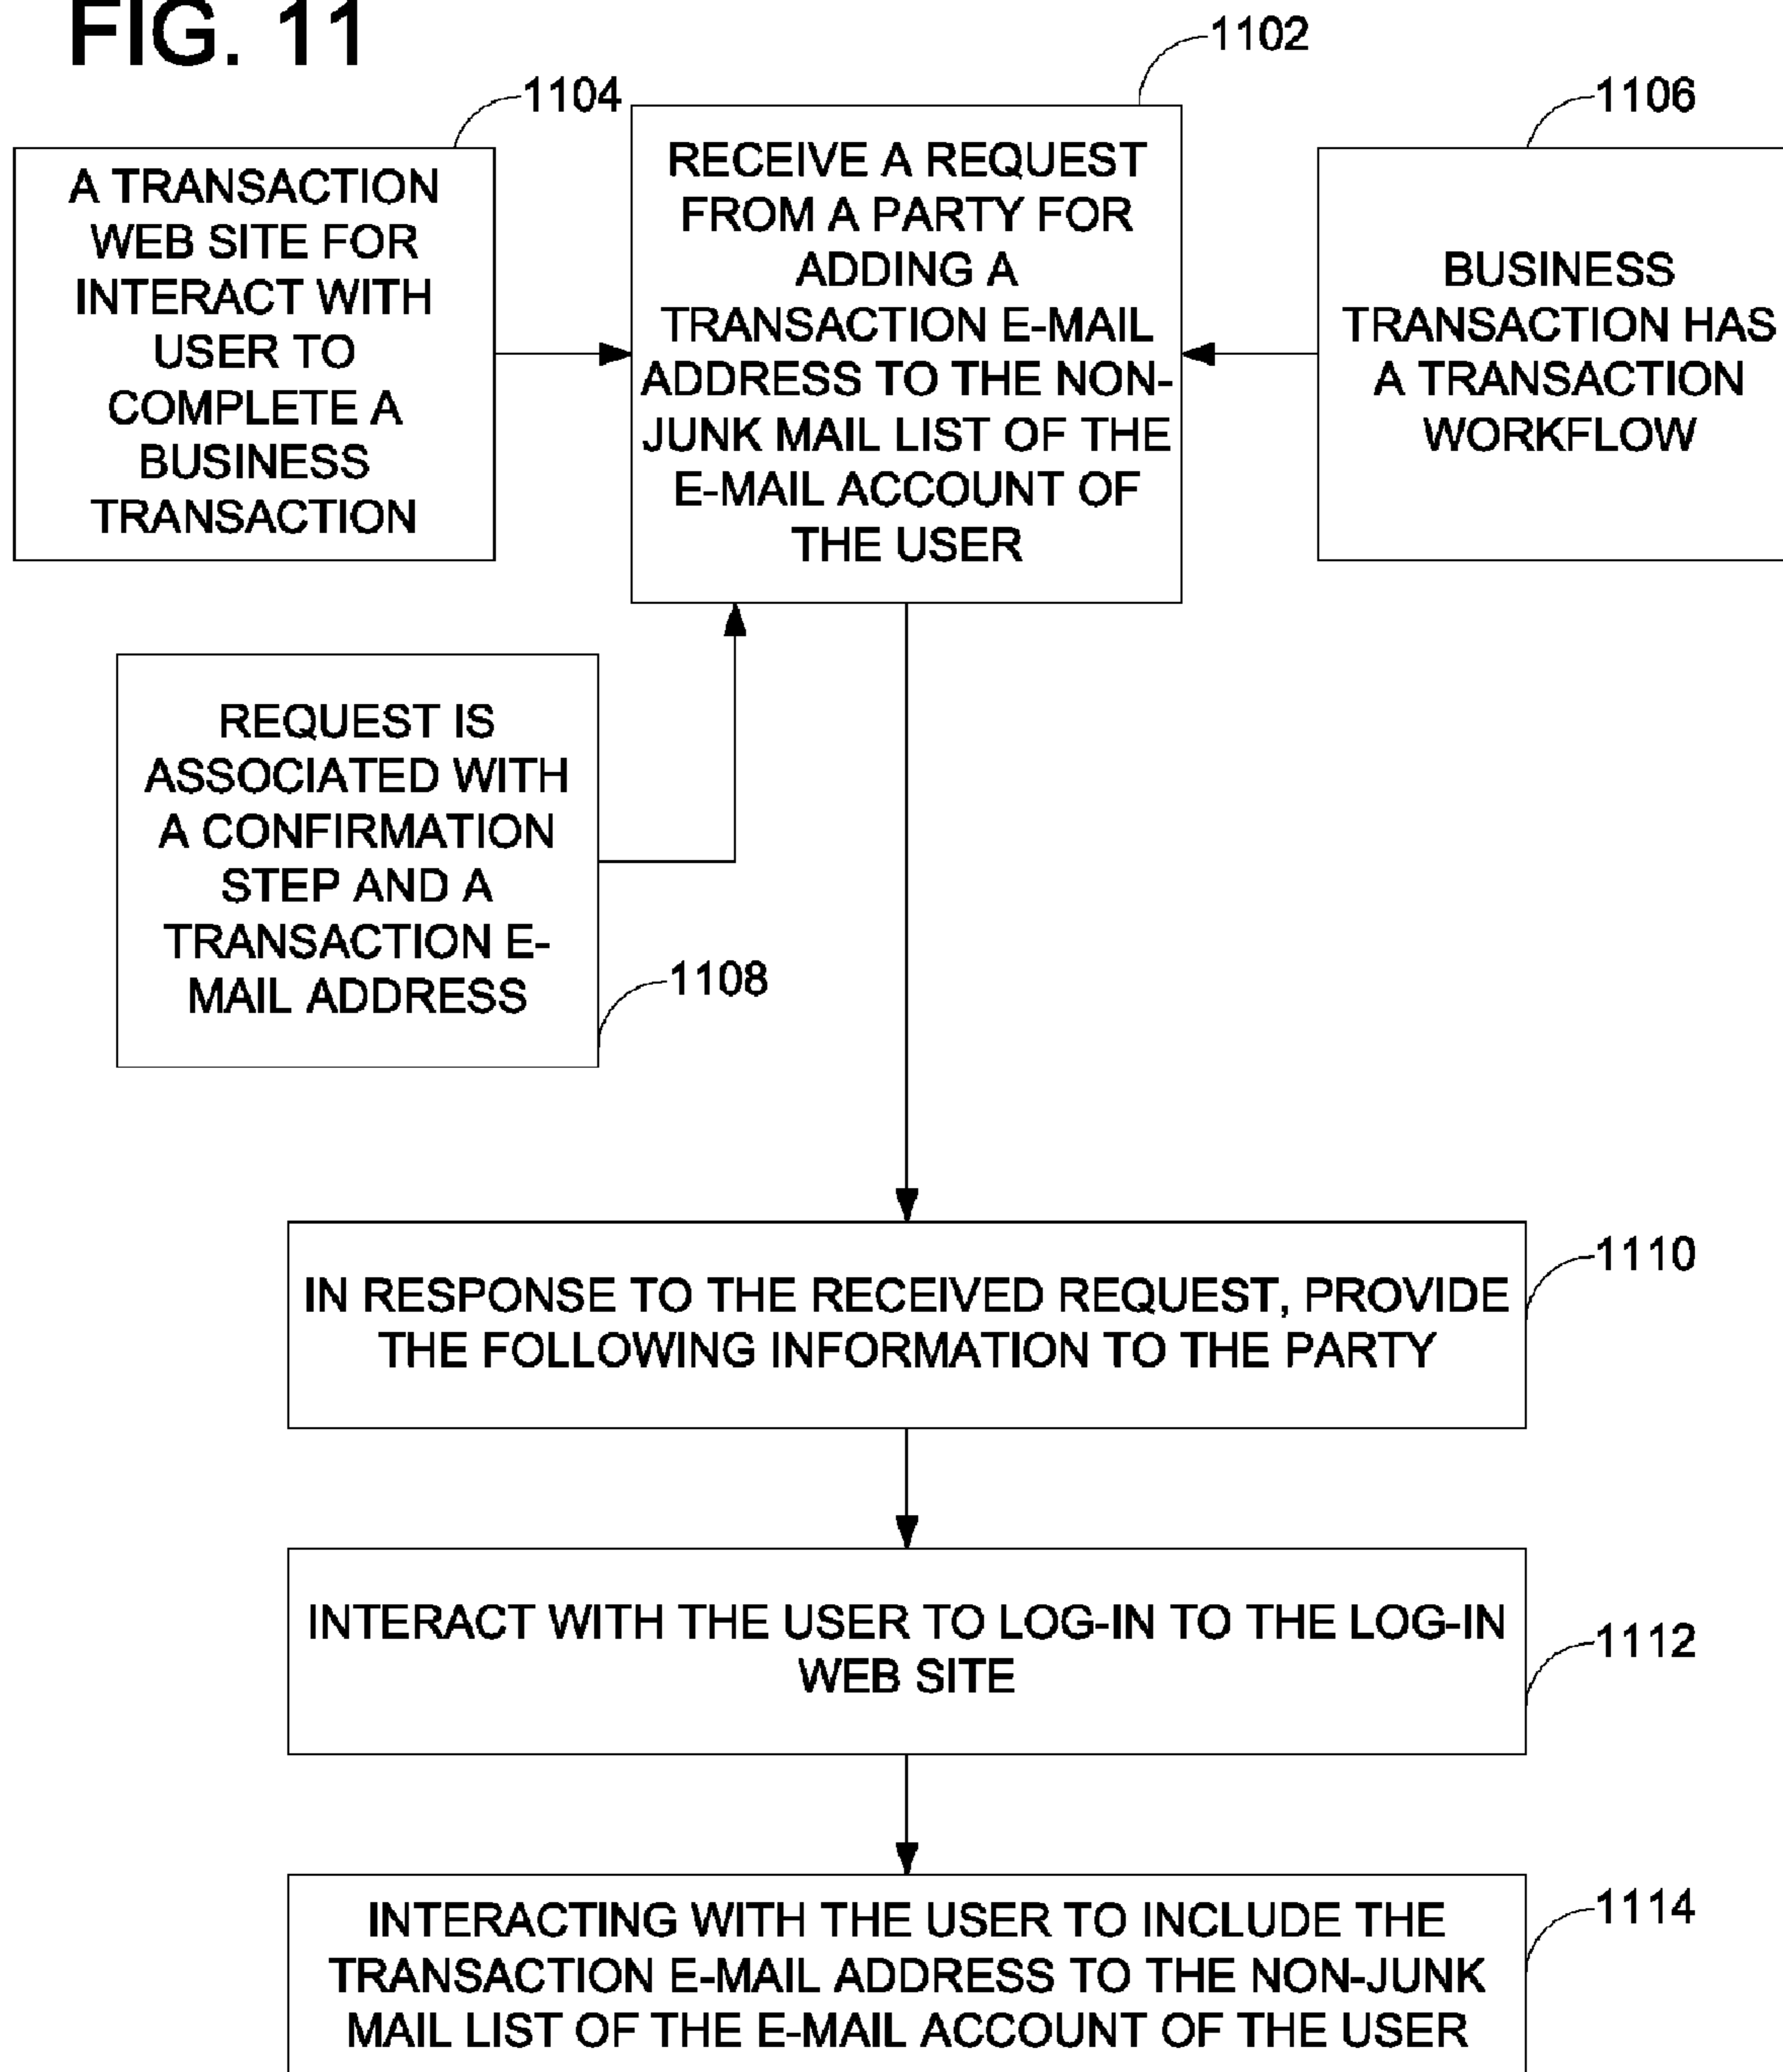 FIG. 11
1102
1104
1106
A TRANSACTION
WEB SITE FOR
INTERACT WITH
USER TO
COMPLETE A
BUSINESS
TRANSACTION
RECEIVE A REQUEST
FROM A PARTY FOR
ADDING A
TRANSACTION E-MAIL
ADDRESS TO THE NON-
JUNK MAIL LIST OF THE
E-MAIL ACCOUNT OF
THE USER
BUSINESS
TRANSACTION HAS
A TRANSACTION
WORKFLOW
REQUEST IS
ASSOCIATED WITH
A CONFIRMATION
STEP AND A
TRANSACTION E-
MAIL ADDRESS
1108
IN RESPONSE TO THE RECEIVED REQUEST, PROVIDE
THE FOLLOWING INFORMATION TO THE PARTY
1110
INTERACT WITH THE USER TO LOG-IN TO THE LOG-IN
WEB SITE
1112
INTERACTING WITH THE USER TO INCLUDE THE
TRANSACTION E-MAIL ADDRESS TO THE NON-JUNK
MAIL LIST OF THE E-MAIL ACCOUNT OF THE USER
1114